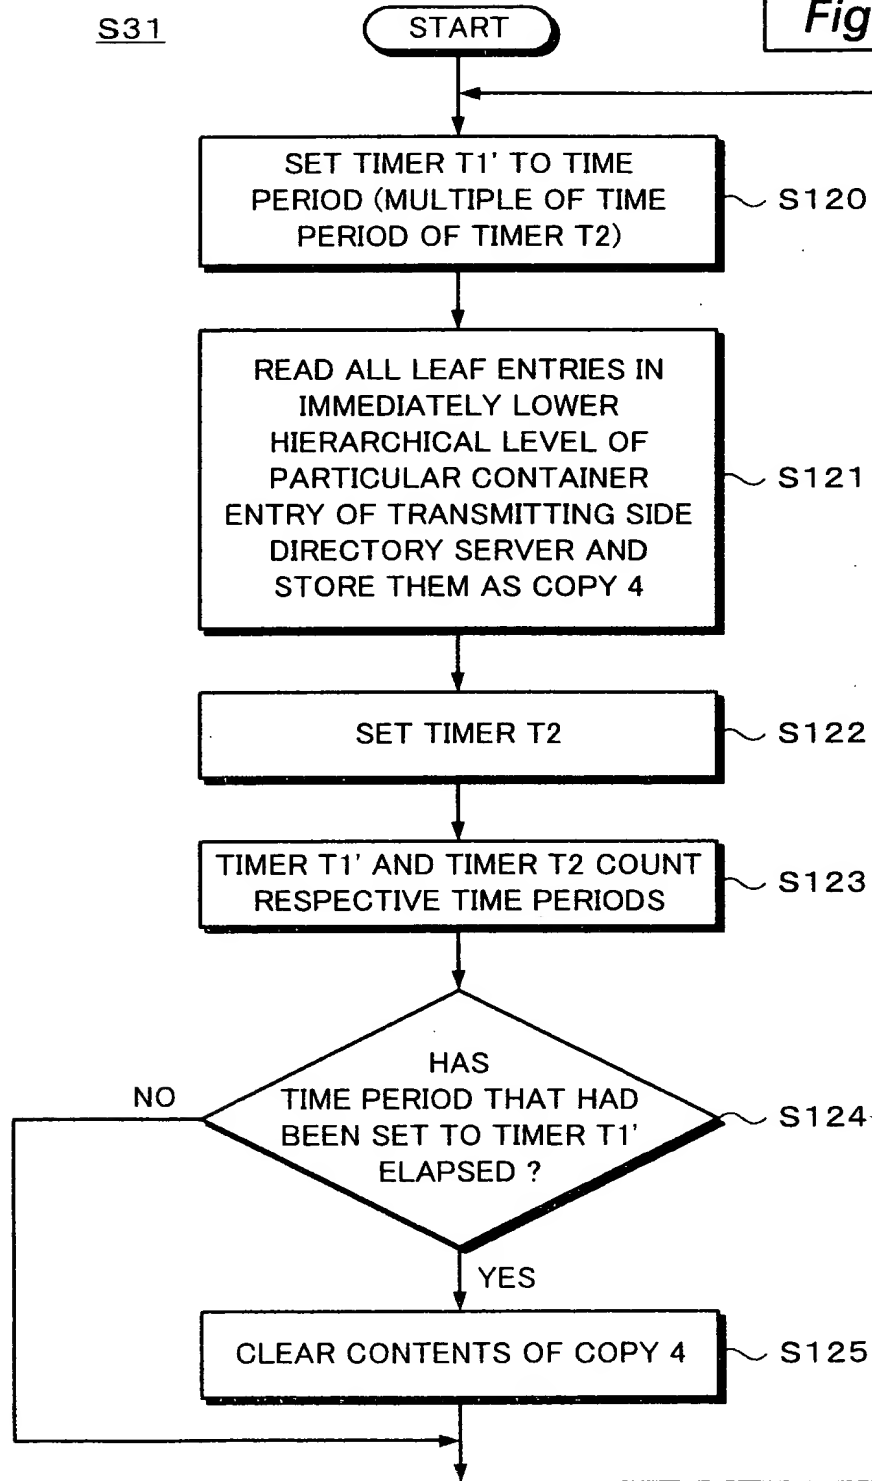 S31
START
Fig
SET TIMER T1' TO TIME
PERIOD (MULTIPLE OF TIME
PERIOD OF TIMER T2)
S120
READ ALL LEAF ENTRIES IN
IMMEDIATELY LOWER
HIERARCHICAL LEVEL OF
PARTICULAR CONTAINER
ENTRY OF TRANSMITTING SIDE
DIRECTORY SERVER AND
STORE THEM AS COPY 4
S121
SET TIMER T2
S122
TIMER T1' AND TIMER T2 COUNT
RESPECTIVE TIME PERIODS
S123
HAS
TIME PERIOD THAT HAD
BEEN SET TO TIMER T1'
ELAPSED ?
S124
NO
YES
CLEAR CONTENTS OF COPY 4
S125